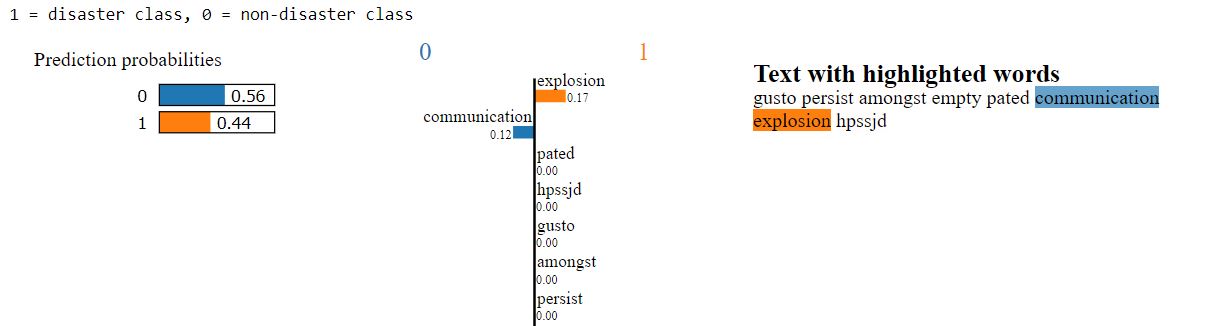 1 = disaster class, 0 = non-disaster class
Prediction probabilities
0 0.56
1 0.44
0 1
explosion
0.17
communication
0.12
pated
0.00
hpssjd
0.00
gusto
0.00
amongst
0.00
persist
0.00
Text with highlighted words
gusto persist amongst empty pated communication
explosion hpssjd